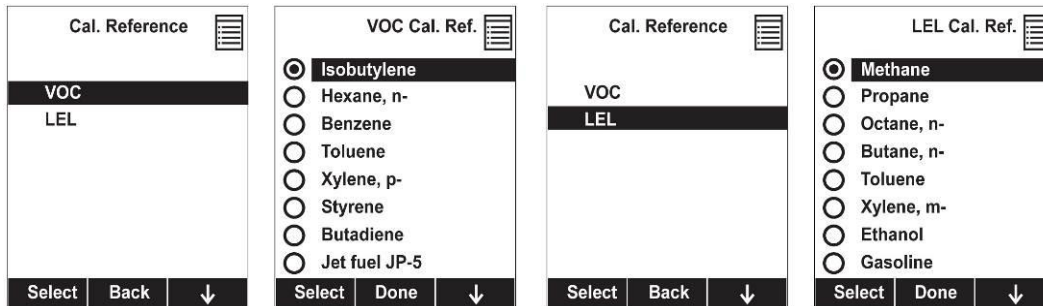 Cal. Reference
VOC
LEL
Select Back ↓
VOC Cal. Ref.
Isobutylene
Hexane, n-
Benzene
Toluene
Xylene, p-
Styrene
Butadiene
Jet fuel JP-5
Select Done ↓
Cal. Reference
VOC
LEL
Select Back ↓
LEL Cal. Ref.
Methane
Propane
Octane, n-
Butane, n-
Toluene
Xylene, m-
Ethanol
Gasoline
Select Done ↓